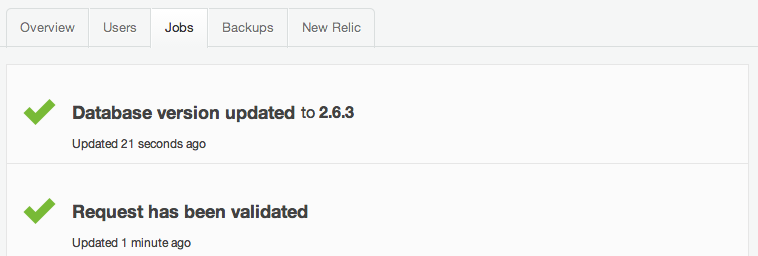 Overview Users Jobs Backups New Relic
Database version updated to 2.6.3
Updated 21 seconds ago
Request has been validated
Updated 1 minute ago